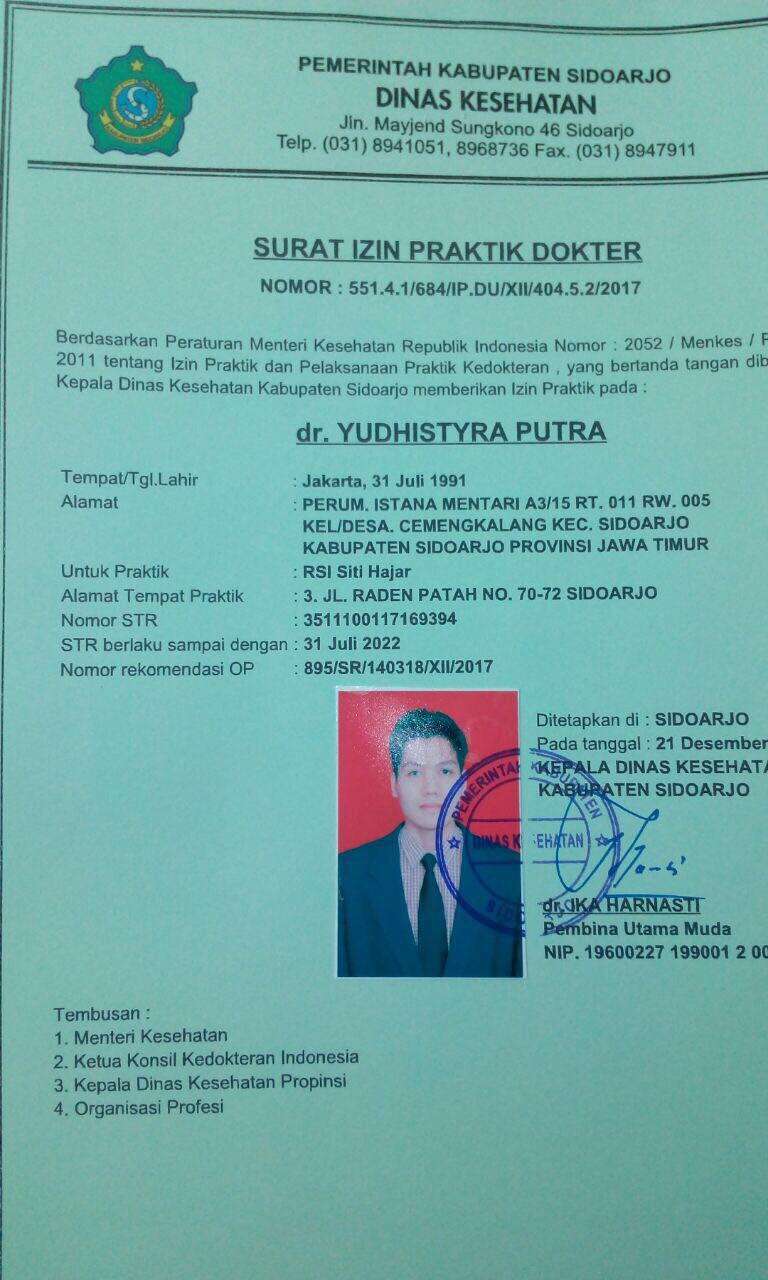 PEMERINTAH KABUPATEN SIDOARJO
DINAS KESEHATAN
Jln. Mayjend Sungkono 46 Sidoarjo
Telp. (031) 8941051, 8968736 Fax. (031) 8947911
SURAT IZIN PRAKTIK DOKTER
NOMOR : 551.4.1/684/IP.DU/XII/404.5.2/2017
Berdasarkan Peraturan Menteri Kesehatan Republik Indonesia Nomor : 2052 / Menkes /
2011 tentang Izin Praktik dan Pelaksanaan Praktik Kedokteran , yang bertanda tangan
Kepala Dinas Kesehatan Kabupaten Sidoarjo memberikan Izin Praktik pada :
dr. YUDHISTYRA PUTRA
Tempat/Tgl.Lahir : Jakarta, 31 Juli 1991
Alamat : PERUM. ISTANA MENTARI A3/15 RT. 011 RW. 005
KEL/DESA. CEMENGKALANG KEC. SIDOARJO
KABUPATEN SIDOARJO PROVINSI JAWA TIMUR
Untuk Praktik : RSI Siti Hajar
Alamat Tempat Praktik : 3. JL. RADEN PATAH NO. 70-72 SIDOARJO
Nomor STR : 3511100117169394
STR berlaku sampai dengan : 31 Juli 2022
Nomor rekomendasi OP : 895/SR/140318/XII/2017
Ditetapkan di : SIDOARJO
Pada tanggal : 21 Desember
KEPALA DINAS KESEHATA
KABUPATEN SIDOARJO
PEMERINTAH KABUPATEN
DINAS KESEHATAN
dr. IKA HARNASTI
Pembina Utama Muda
NIP. 19600227 199001 2 00
Tembusan :
1. Menteri Kesehatan
2. Ketua Konsil Kedokteran Indonesia
3. Kepala Dinas Kesehatan Propinsi
4. Organisasi Profesi